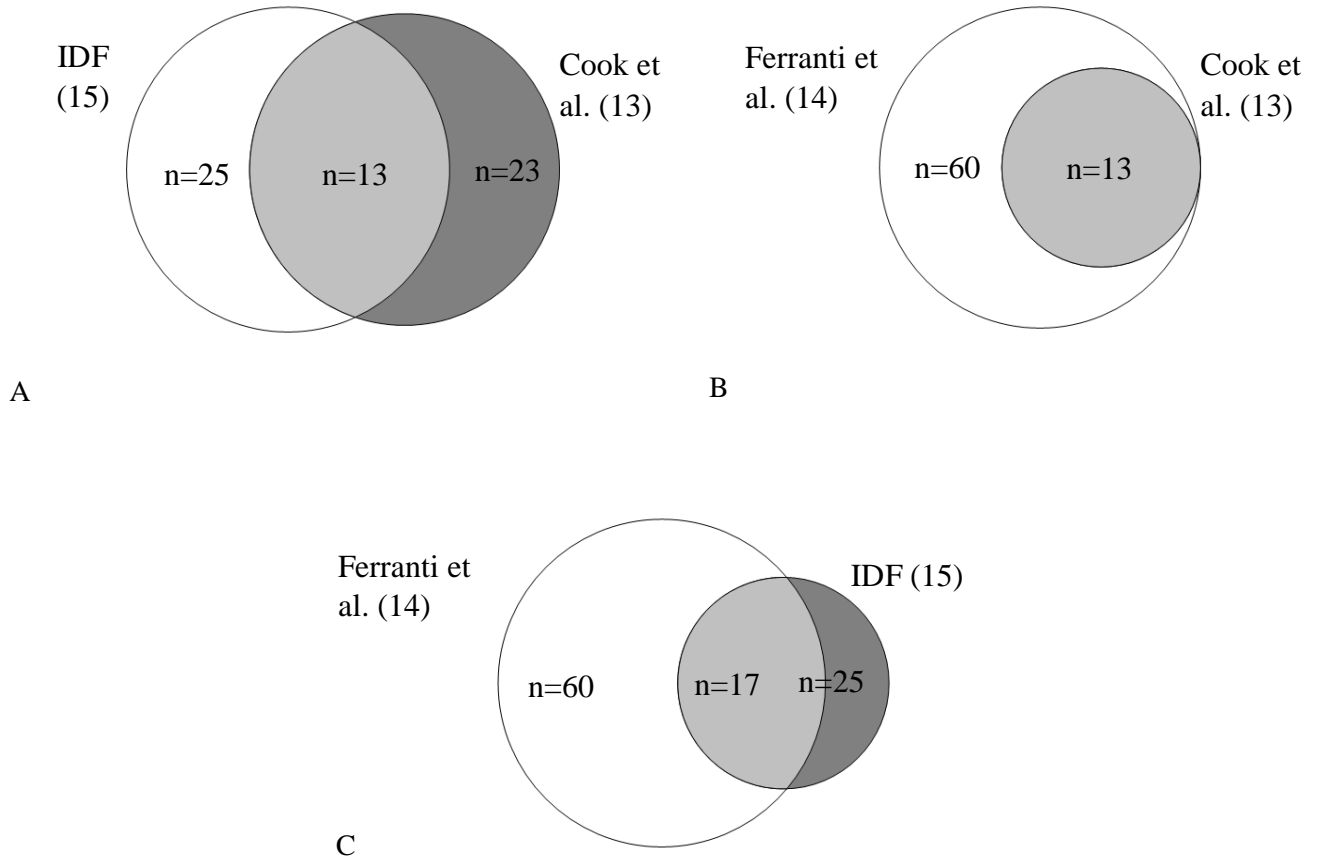 IDF
(15)
Cook et
al. (13)
n=25
n=13
n=23
A
Ferranti et
al. (14)
Cook et
al. (13)
n=60
n=13
B
Ferranti et
al. (14)
IDF (15)
n=60
n=17
n=25
C